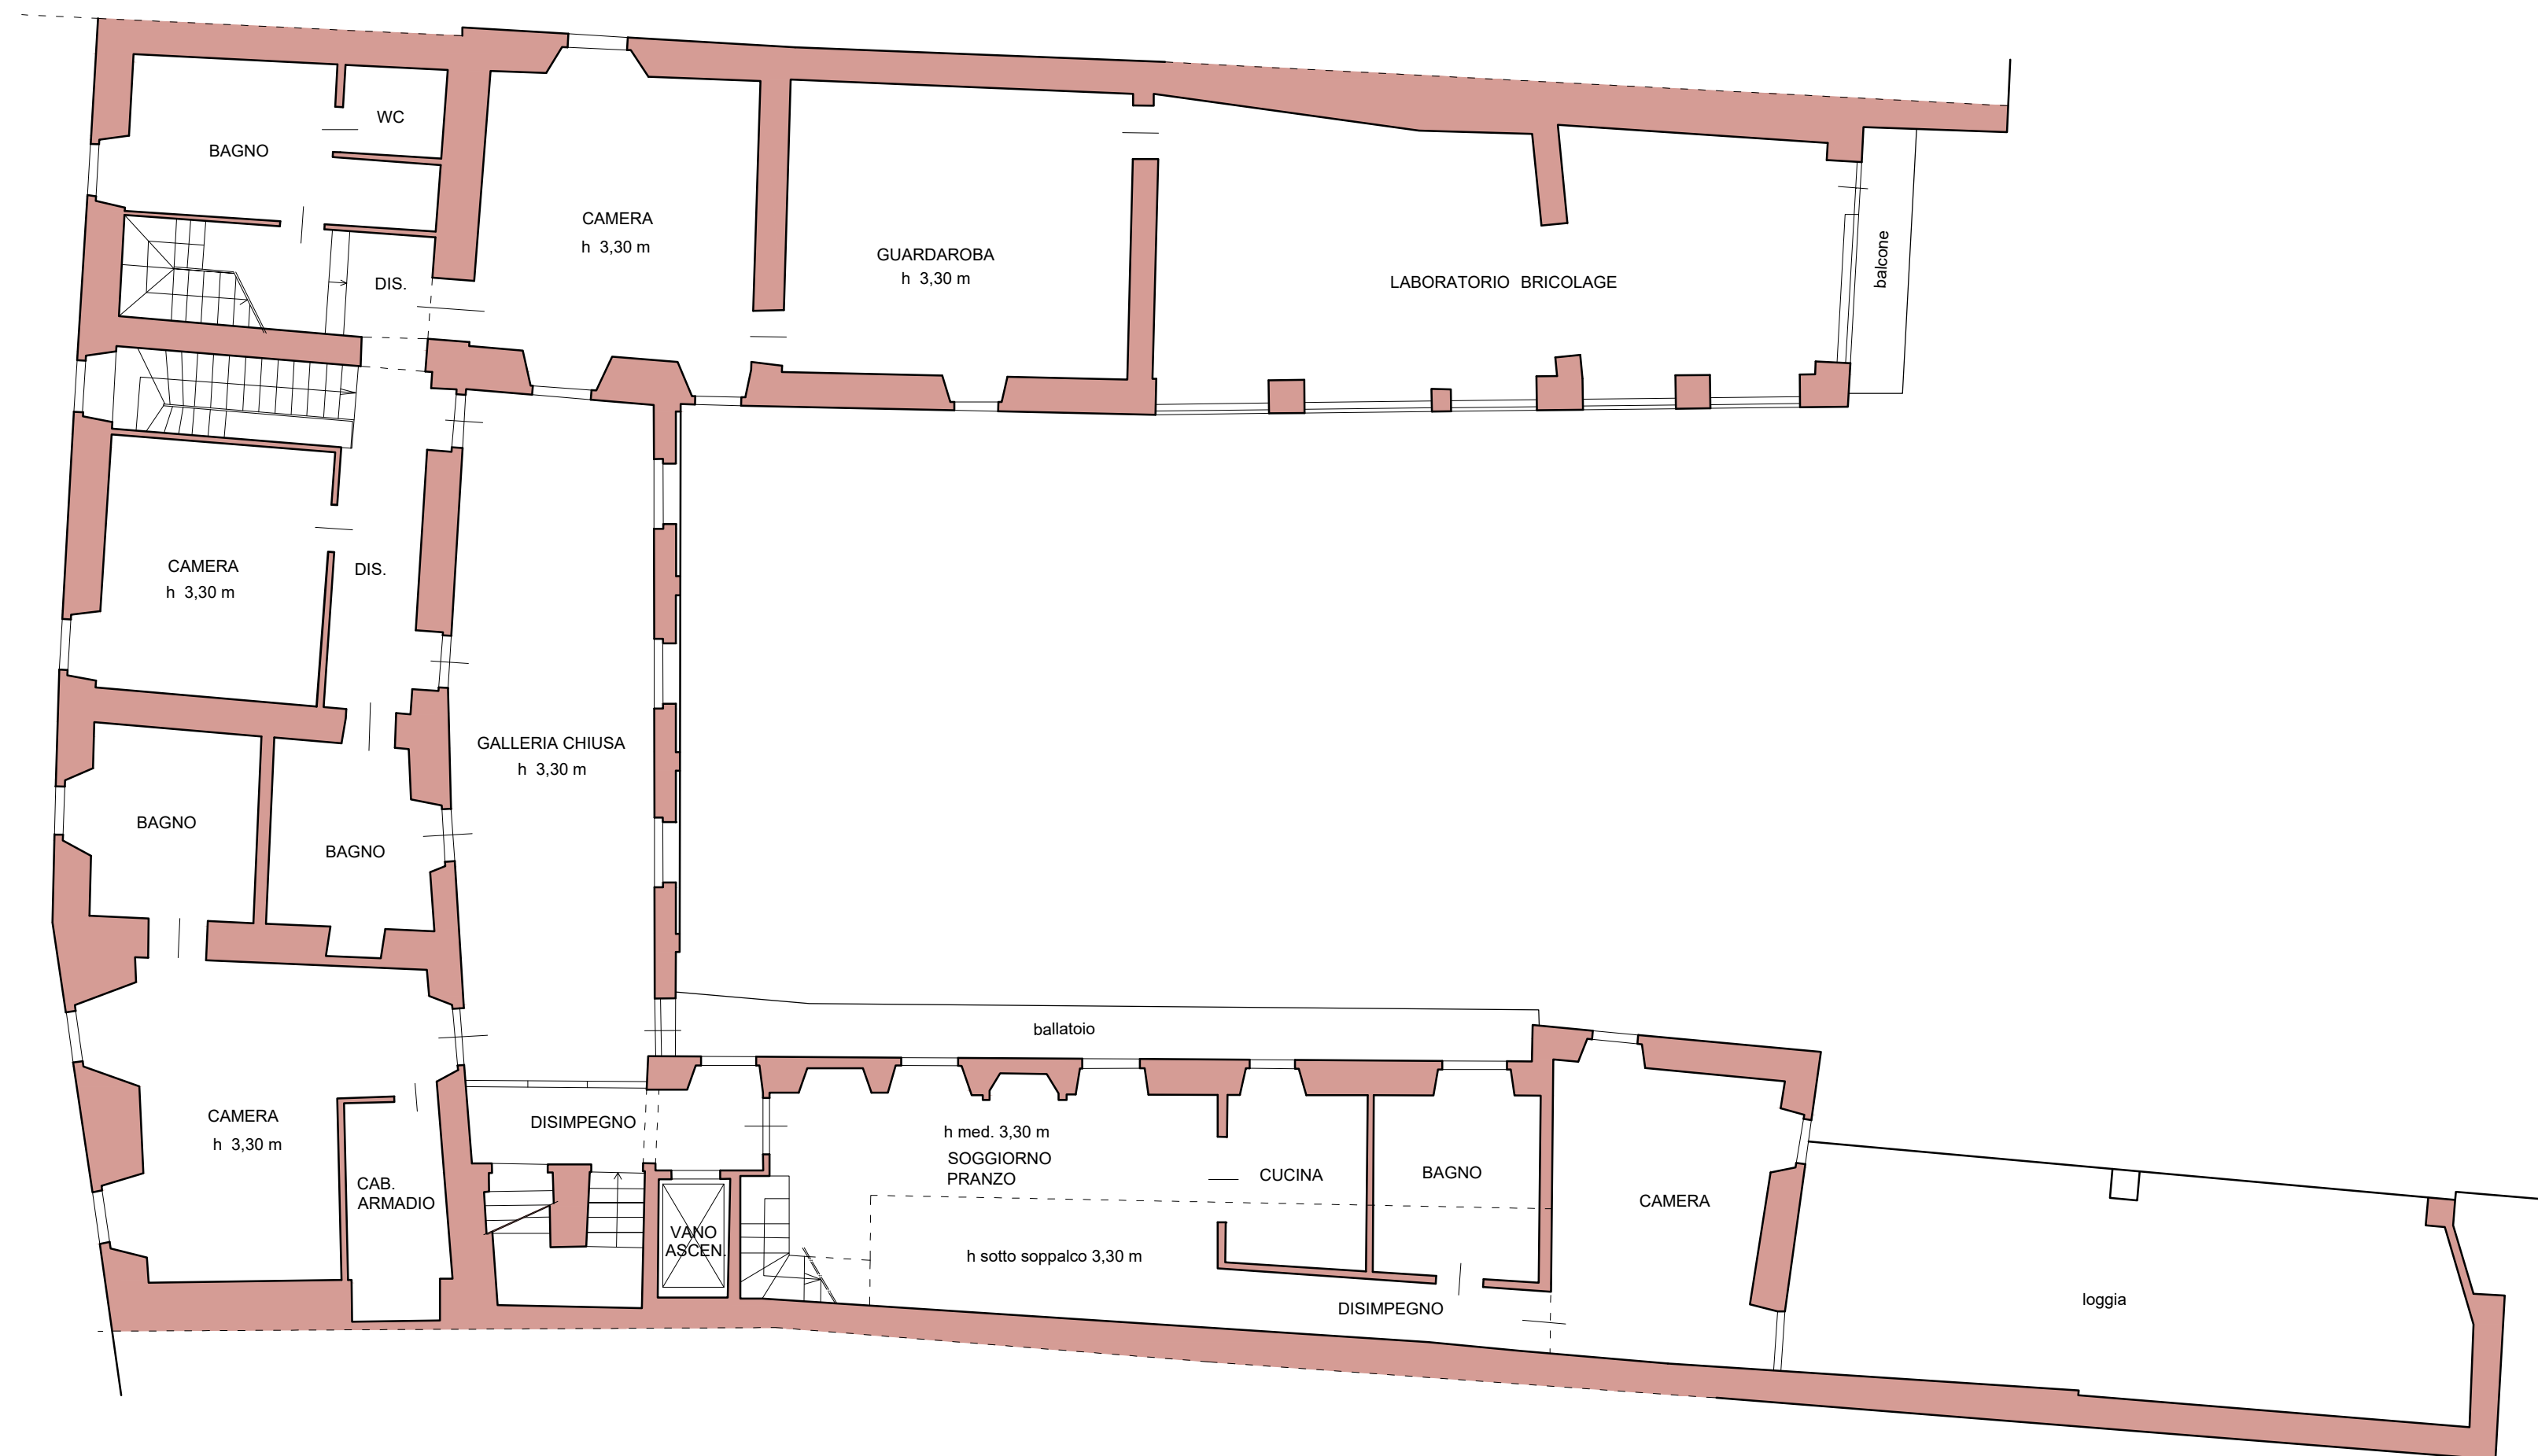 WC
BAGNO
CAMERA
h 3,30 m
GUARDAROBA
h 3,30 m
LABORATORIO BRICOLAGE
balcone
DIS.
CAMERA
h 3,30 m
DIS.
GALLERIA CHIUSA
h 3,30 m
BAGNO
BAGNO
ballatoio
CAMERA
h 3,30 m
CAB.
ARMADIO
DISIMPEGNO
VANO
ASCEN.
h med. 3,30 m
SOGGIORNO
PRANZO
h sotto soppalco 3,30 m
CUCINA
BAGNO
DISIMPEGNO
CAMERA
loggia